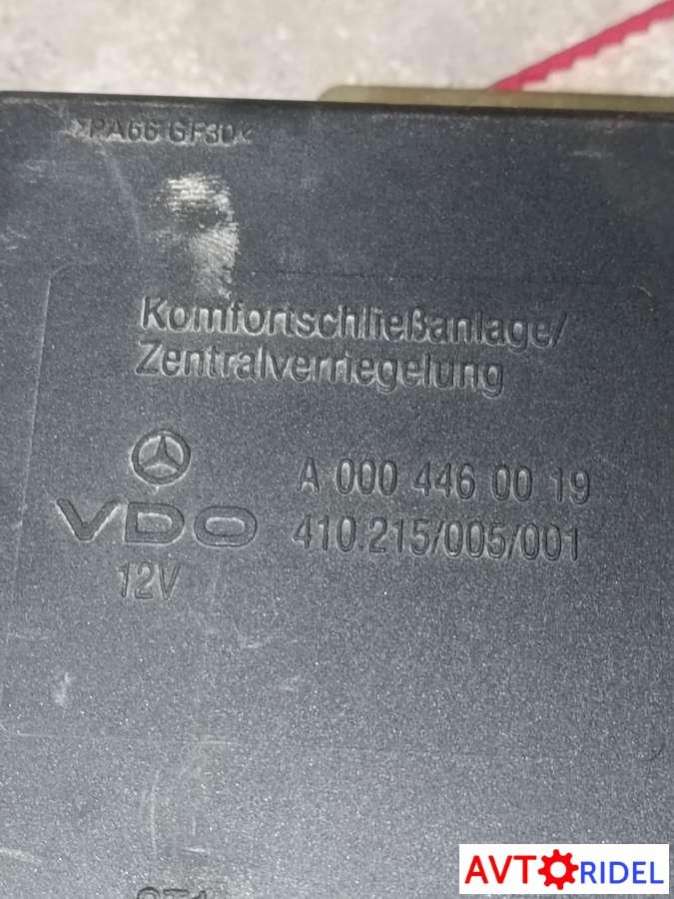 >PA66 GF30<
Komfortschließanlage/
Zentralverriegelung
A 000 446 00 19
VDO 410.215/005/001
12V
AVTORIDEL